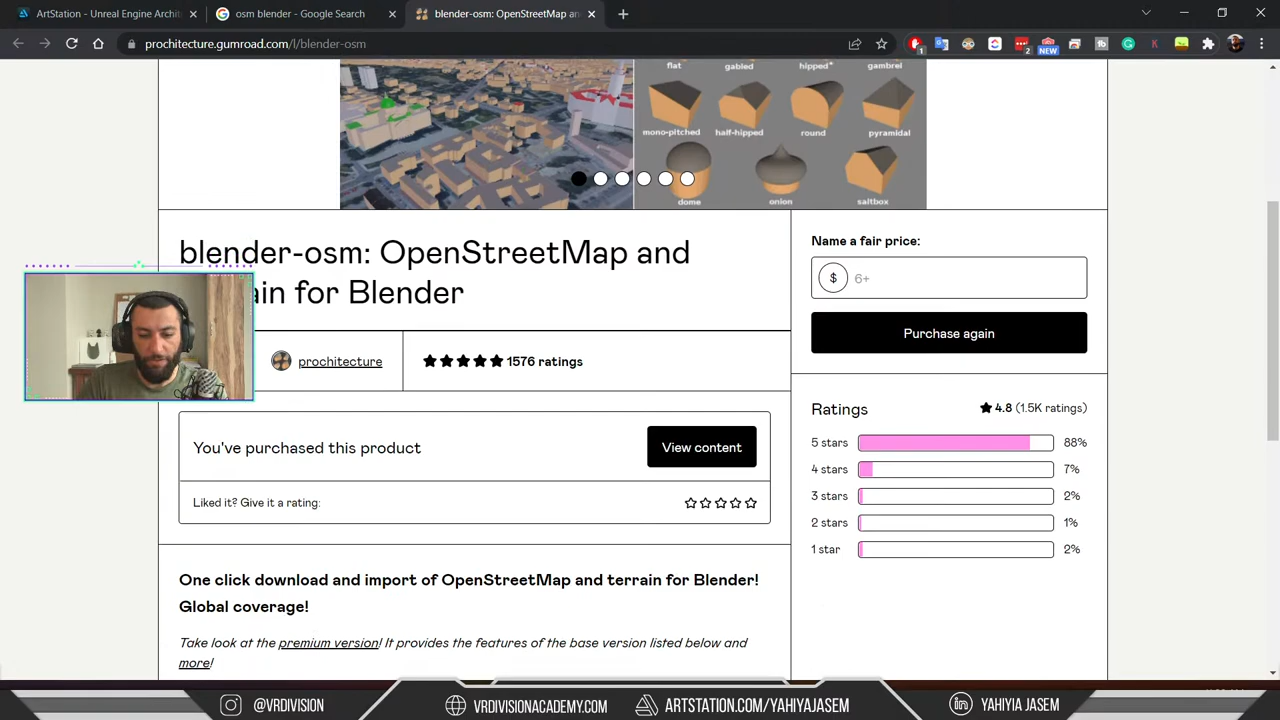 ArtStation - Unreal Engine Archit
osm blender - Google Search
blender-osm: OpenStreetMap an
prochitecture.gumroad.com/l/blender-osm
1
2
NEW
flat
gabled
hipped*
gambrei
mono-pitched
half-hipped
round
pyramidal
dome
onion
saltbox
blender-osm: OpenStreetMap and
ain for Blender
prochitecture
1576 ratings
You've purchased this product
View content
Liked it? Give it a rating:
One click download and import of OpenStreetMap and terrain for Blender!
Global coverage!
Take look at the premium version! It provides the features of the base version listed below and
more!
Name a fair price:
$ 6+
Purchase again
Ratings
4.8 (1.5K ratings)
5 stars 88%
4 stars 7%
3 stars 2%
2 stars 1%
1 star 2%
@VRDIVISION
VRDIVISIONACADEMY.COM
ARTSTATION.COM/YAHIYAJASEM
YAHIYIA JASEM